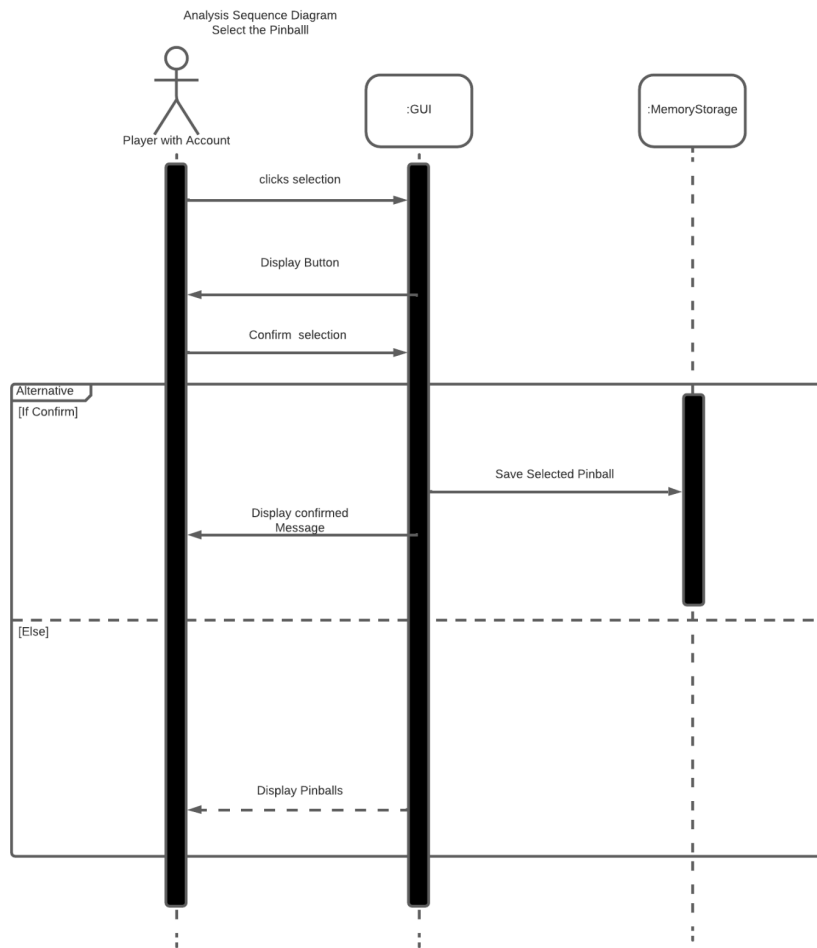 Analysis Sequence Diagram
Select the Pinballl
:GUI
:MemoryStorage
Player with Account
clicks selection
Display Button
Confirm selection
Alternative
[If Confirm]
Save Selected Pinball
Display confirmed
Message
[Else]
Display Pinballs